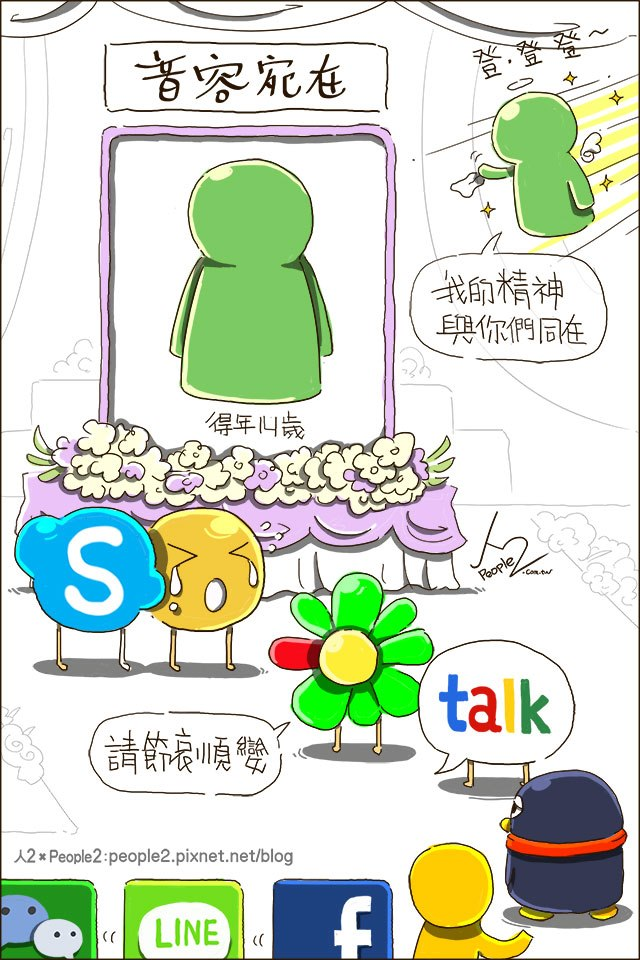 音容宛在
登.登.登~
我的精神
與你們同在
得年14歲
人2
People2.com.tw
S
talk
請節哀順變
人2×People2:people2.pixnet.net/blog
LINE
f